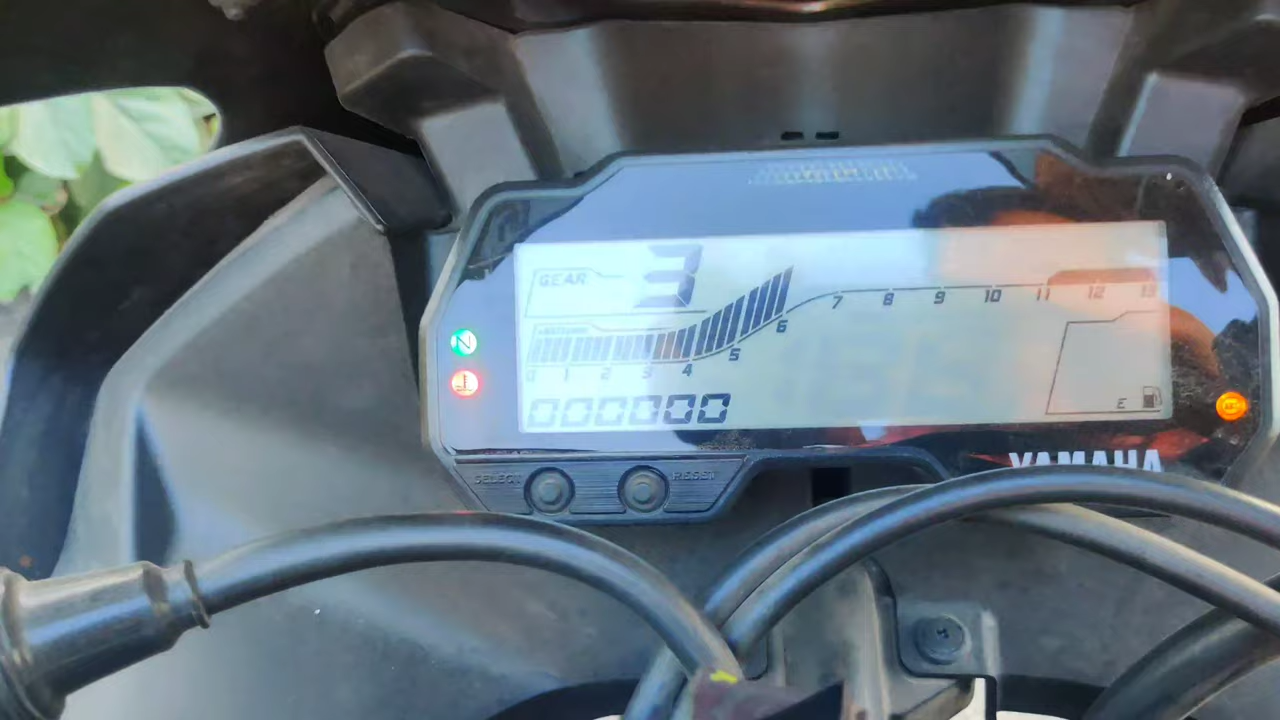 GEAR 3
0 1 2 3 4 5 6 7 8 9 10 11 12 13
000000
E
N
SELECT RESET
YAMAHA